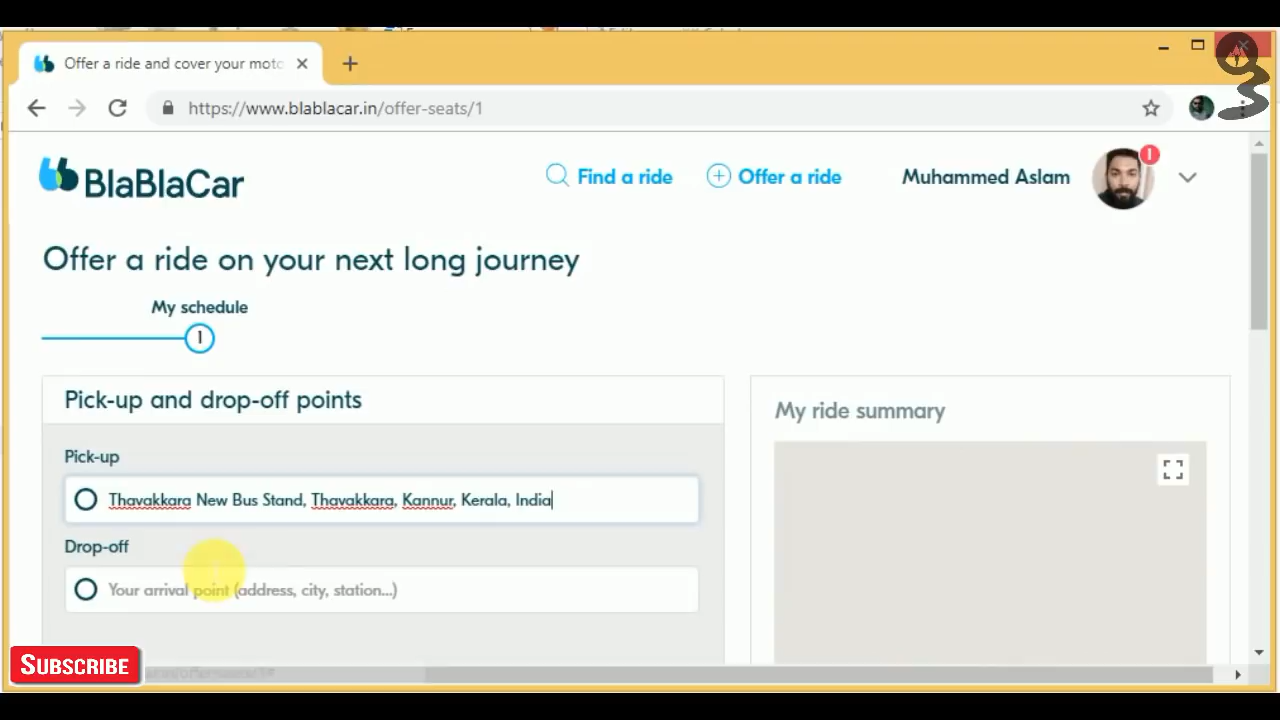 Offer a ride and cover your moto
https://www.blablacar.in/offer-seats/1
BlaBlaCar
Find a ride
Offer a ride
Muhammed Aslam
1
Offer a ride on your next long journey
My schedule
1
Pick-up and drop-off points
My ride summary
Pick-up
Thavakkara New Bus Stand, Thavakkara, Kannur, Kerala, India
Drop-off
Your arrival point (address, city, station...)
SUBSCRIBE